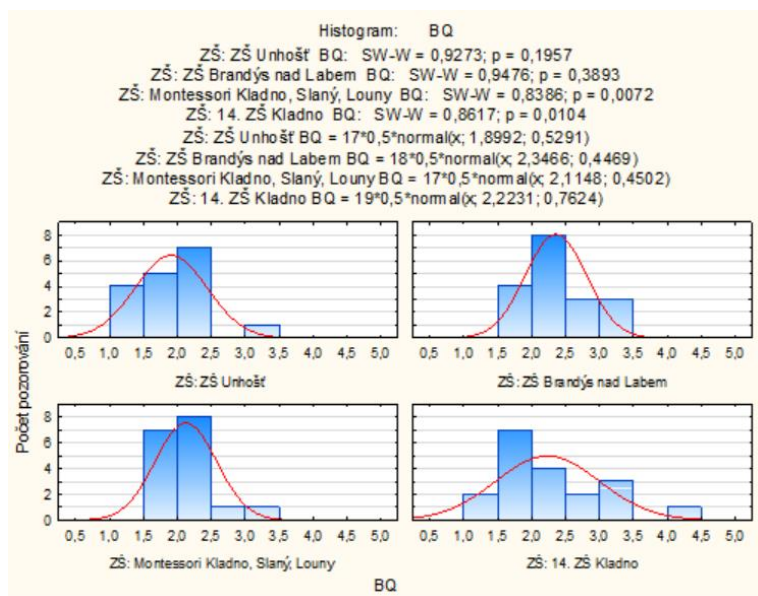 Histogram: BQ
ZŠ: ZŠ Unhošť BQ: SW-W = 0,9273; p = 0,1957
ZŠ: ZŠ Brandýs nad Labem BQ: SW-W = 0,9476; p = 0,3893
ZŠ: Montessori Kladno, Slaný, Louny BQ: SW-W = 0,8386; p = 0,0072
ZŠ: 14. ZŠ Kladno BQ: SW-W = 0,8617; p = 0,0104
ZŠ: ZŠ Unhošť BQ = 17*0,5*normal(x; 1,8992; 0,5291)
ZŠ: ZŠ Brandýs nad Labem BQ = 18*0,5*normal(x; 2,3466; 0,4469)
ZŠ: Montessori Kladno, Slaný, Louny BQ = 17*0,5*normal(x; 2,1148; 0,4502)
ZŠ: 14. ZŠ Kladno BQ = 19*0,5*normal(x; 2,2231; 0,7624)
Počet pozorování
8
6
4
2
0
0,5 1,0 1,5 2,0 2,5 3,0 3,5 4,0 4,5 5,0
ZŠ: ZŠ Unhošť
0,5 1,0 1,5 2,0 2,5 3,0 3,5 4,0 4,5 5,0
ZŠ: ZŠ Brandýs nad Labem
8
6
4
2
0
0,5 1,0 1,5 2,0 2,5 3,0 3,5 4,0 4,5 5,0
ZŠ: Montessori Kladno, Slaný, Louny
0,5 1,0 1,5 2,0 2,5 3,0 3,5 4,0 4,5 5,0
ZŠ: 14. ZŠ Kladno
BQ